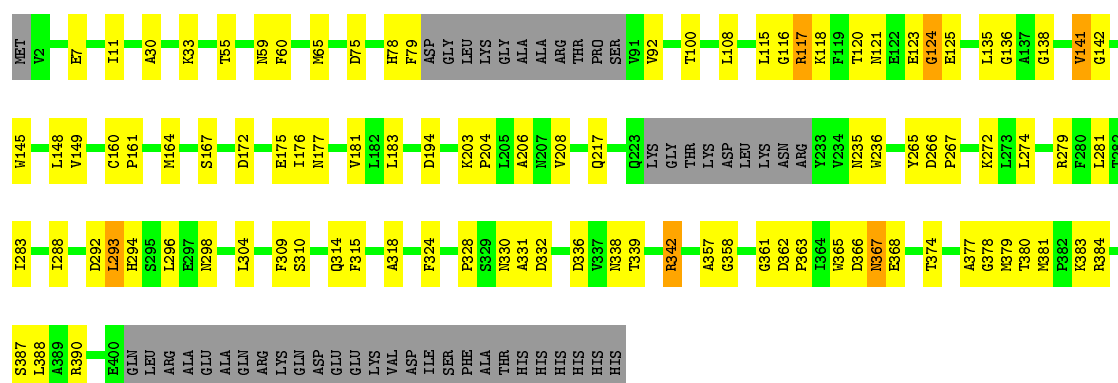 MET V2 E7 I11 A30 K33 T55 N59 F60 M65 D75 H78 F79 ASP GLY LEU LYS GLY ALA ALA ARG THR PRO SER V91 V92 T100 L108 L115 G116 R117 K118 F119 T120 N121 E122 E123 G124 E125 L135 G136 A137 G138 V141 G142
W145 L148 V149 C160 P161 M164 S167 D172 E175 I176 N177 V181 L182 L183 D194 K203 P204 L205 A206 N207 V208 Q217 Q223 LYS GLY THR LYS ASP LEU LYS ASN ARG Y233 V234 N235 W236 Y265 D266 P267 K272 L273 L274 R279 F280 L281 T282
I283 I288 D292 L293 H294 S295 L296 E297 N298 L304 F309 S310 Q314 F315 A318 F324 P328 S329 N330 A331 D332 D336 V337 N338 T339 R342 A357 G358 G361 D362 P363 I364 W365 D366 N367 E368 T374 A377 G378 M379 T380 M381 P382 K383 R384
S387 L388 A389 R390 E400 GLN LEU ARG ALA GLU ALA GLN ARG LYS GLN ASP GLU GLU LYS VAL ASP ILE SER PHE ALA THR HIS HIS HIS HIS HIS HIS